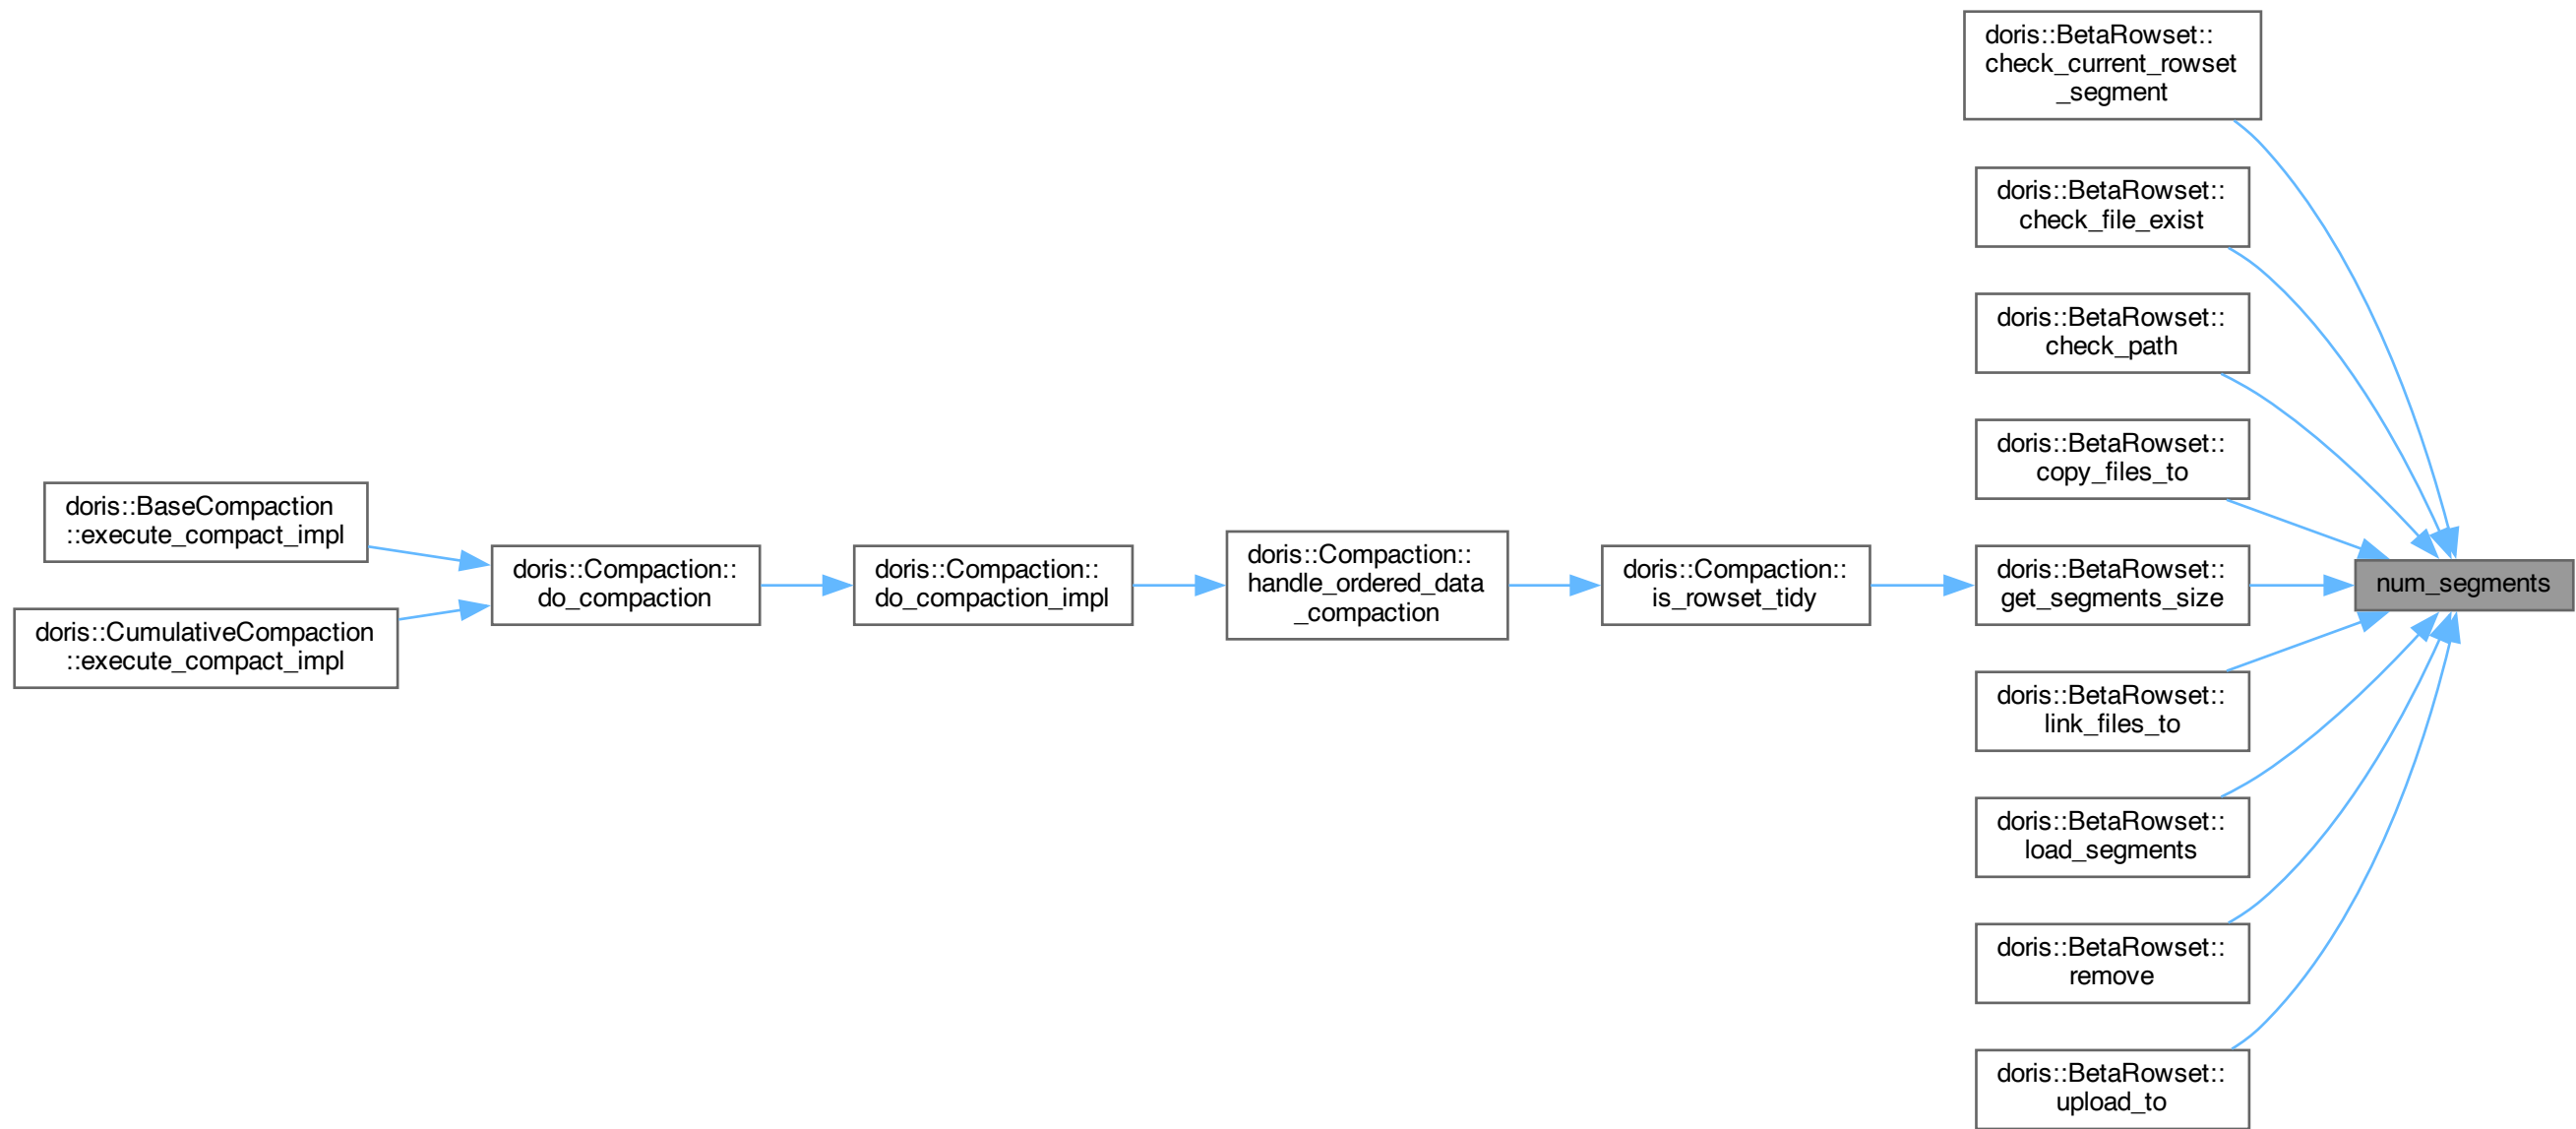 doris::BetaRowset::
check_current_rowset
_segment
doris::BetaRowset::
check_file_exist
doris::BetaRowset::
check_path
doris::BetaRowset::
copy_files_to
doris::BaseCompaction
::execute_compact_impl
doris::CumulativeCompaction
::execute_compact_impl
doris::Compaction::
do_compaction
doris::Compaction::
do_compaction_impl
doris::Compaction::
handle_ordered_data
_compaction
doris::Compaction::
is_rowset_tidy
doris::BetaRowset::
get_segments_size
num_segments
doris::BetaRowset::
link_files_to
doris::BetaRowset::
load_segments
doris::BetaRowset::
remove
doris::BetaRowset::
upload_to